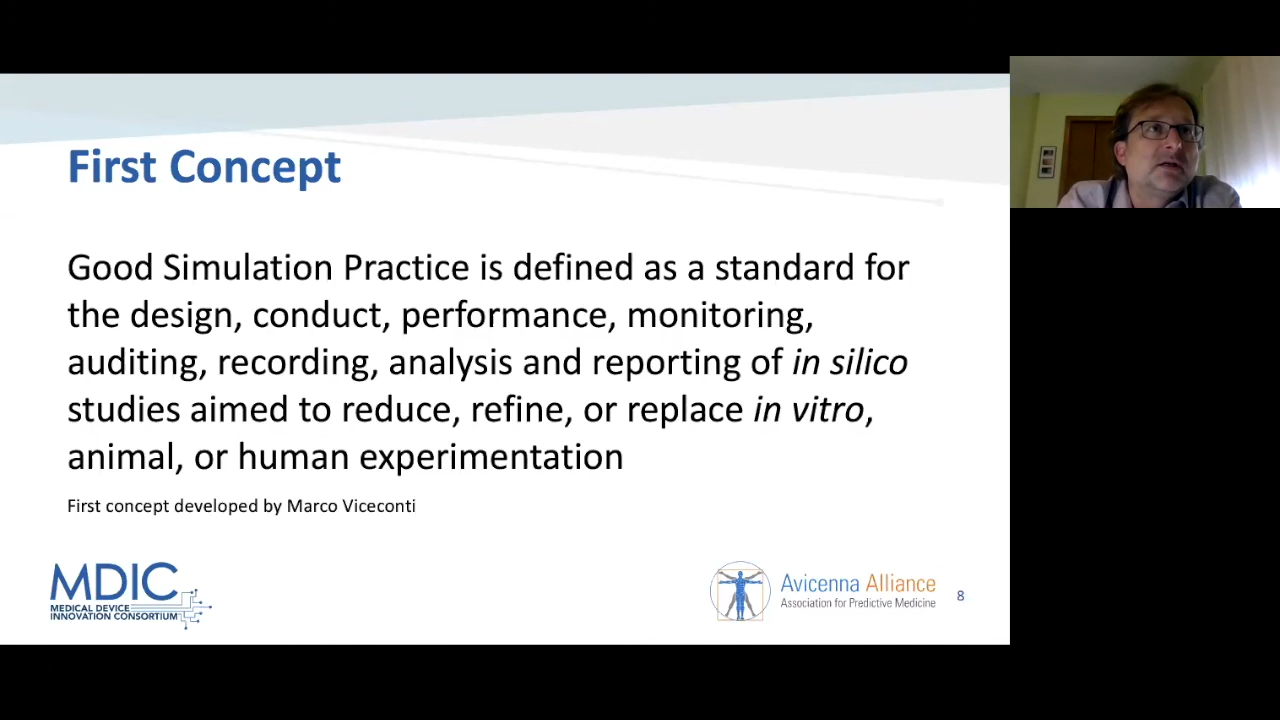 First Concept
Good Simulation Practice is defined as a standard for
the design, conduct, performance, monitoring,
auditing, recording, analysis and reporting of in silico
studies aimed to reduce, refine, or replace in vitro,
animal, or human experimentation
First concept developed by Marco Viceconti
MDIC
MEDICAL DEVICE
INNOVATION CONSORTIUM
Avicenna Alliance
Association for Predictive Medicine
8